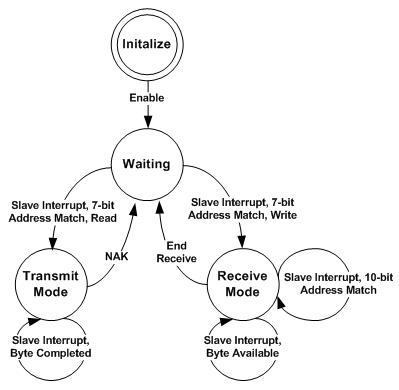 Initalize
Enable
Waiting
Slave Interrupt, 7-bit
Address Match, Read
Slave Interrupt, 7-bit
Address Match, Write
NAK
End
Receive
Transmit
Mode
Receive
Mode
Slave Interrupt, 10-bit
Address Match
Slave Interrupt,
Byte Completed
Slave Interrupt,
Byte Available